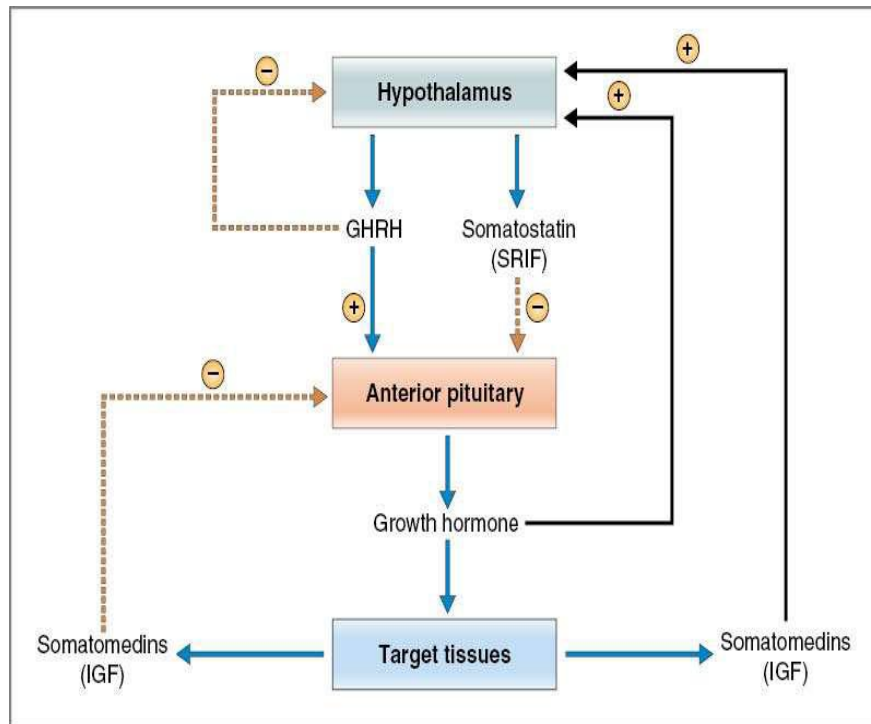 +
−
+
Hypothalamus
GHRH
Somatostatin
(SRIF)
+
−
−
Anterior pituitary
Growth hormone
Somatomedins
(IGF)
Target tissues
Somatomedins
(IGF)